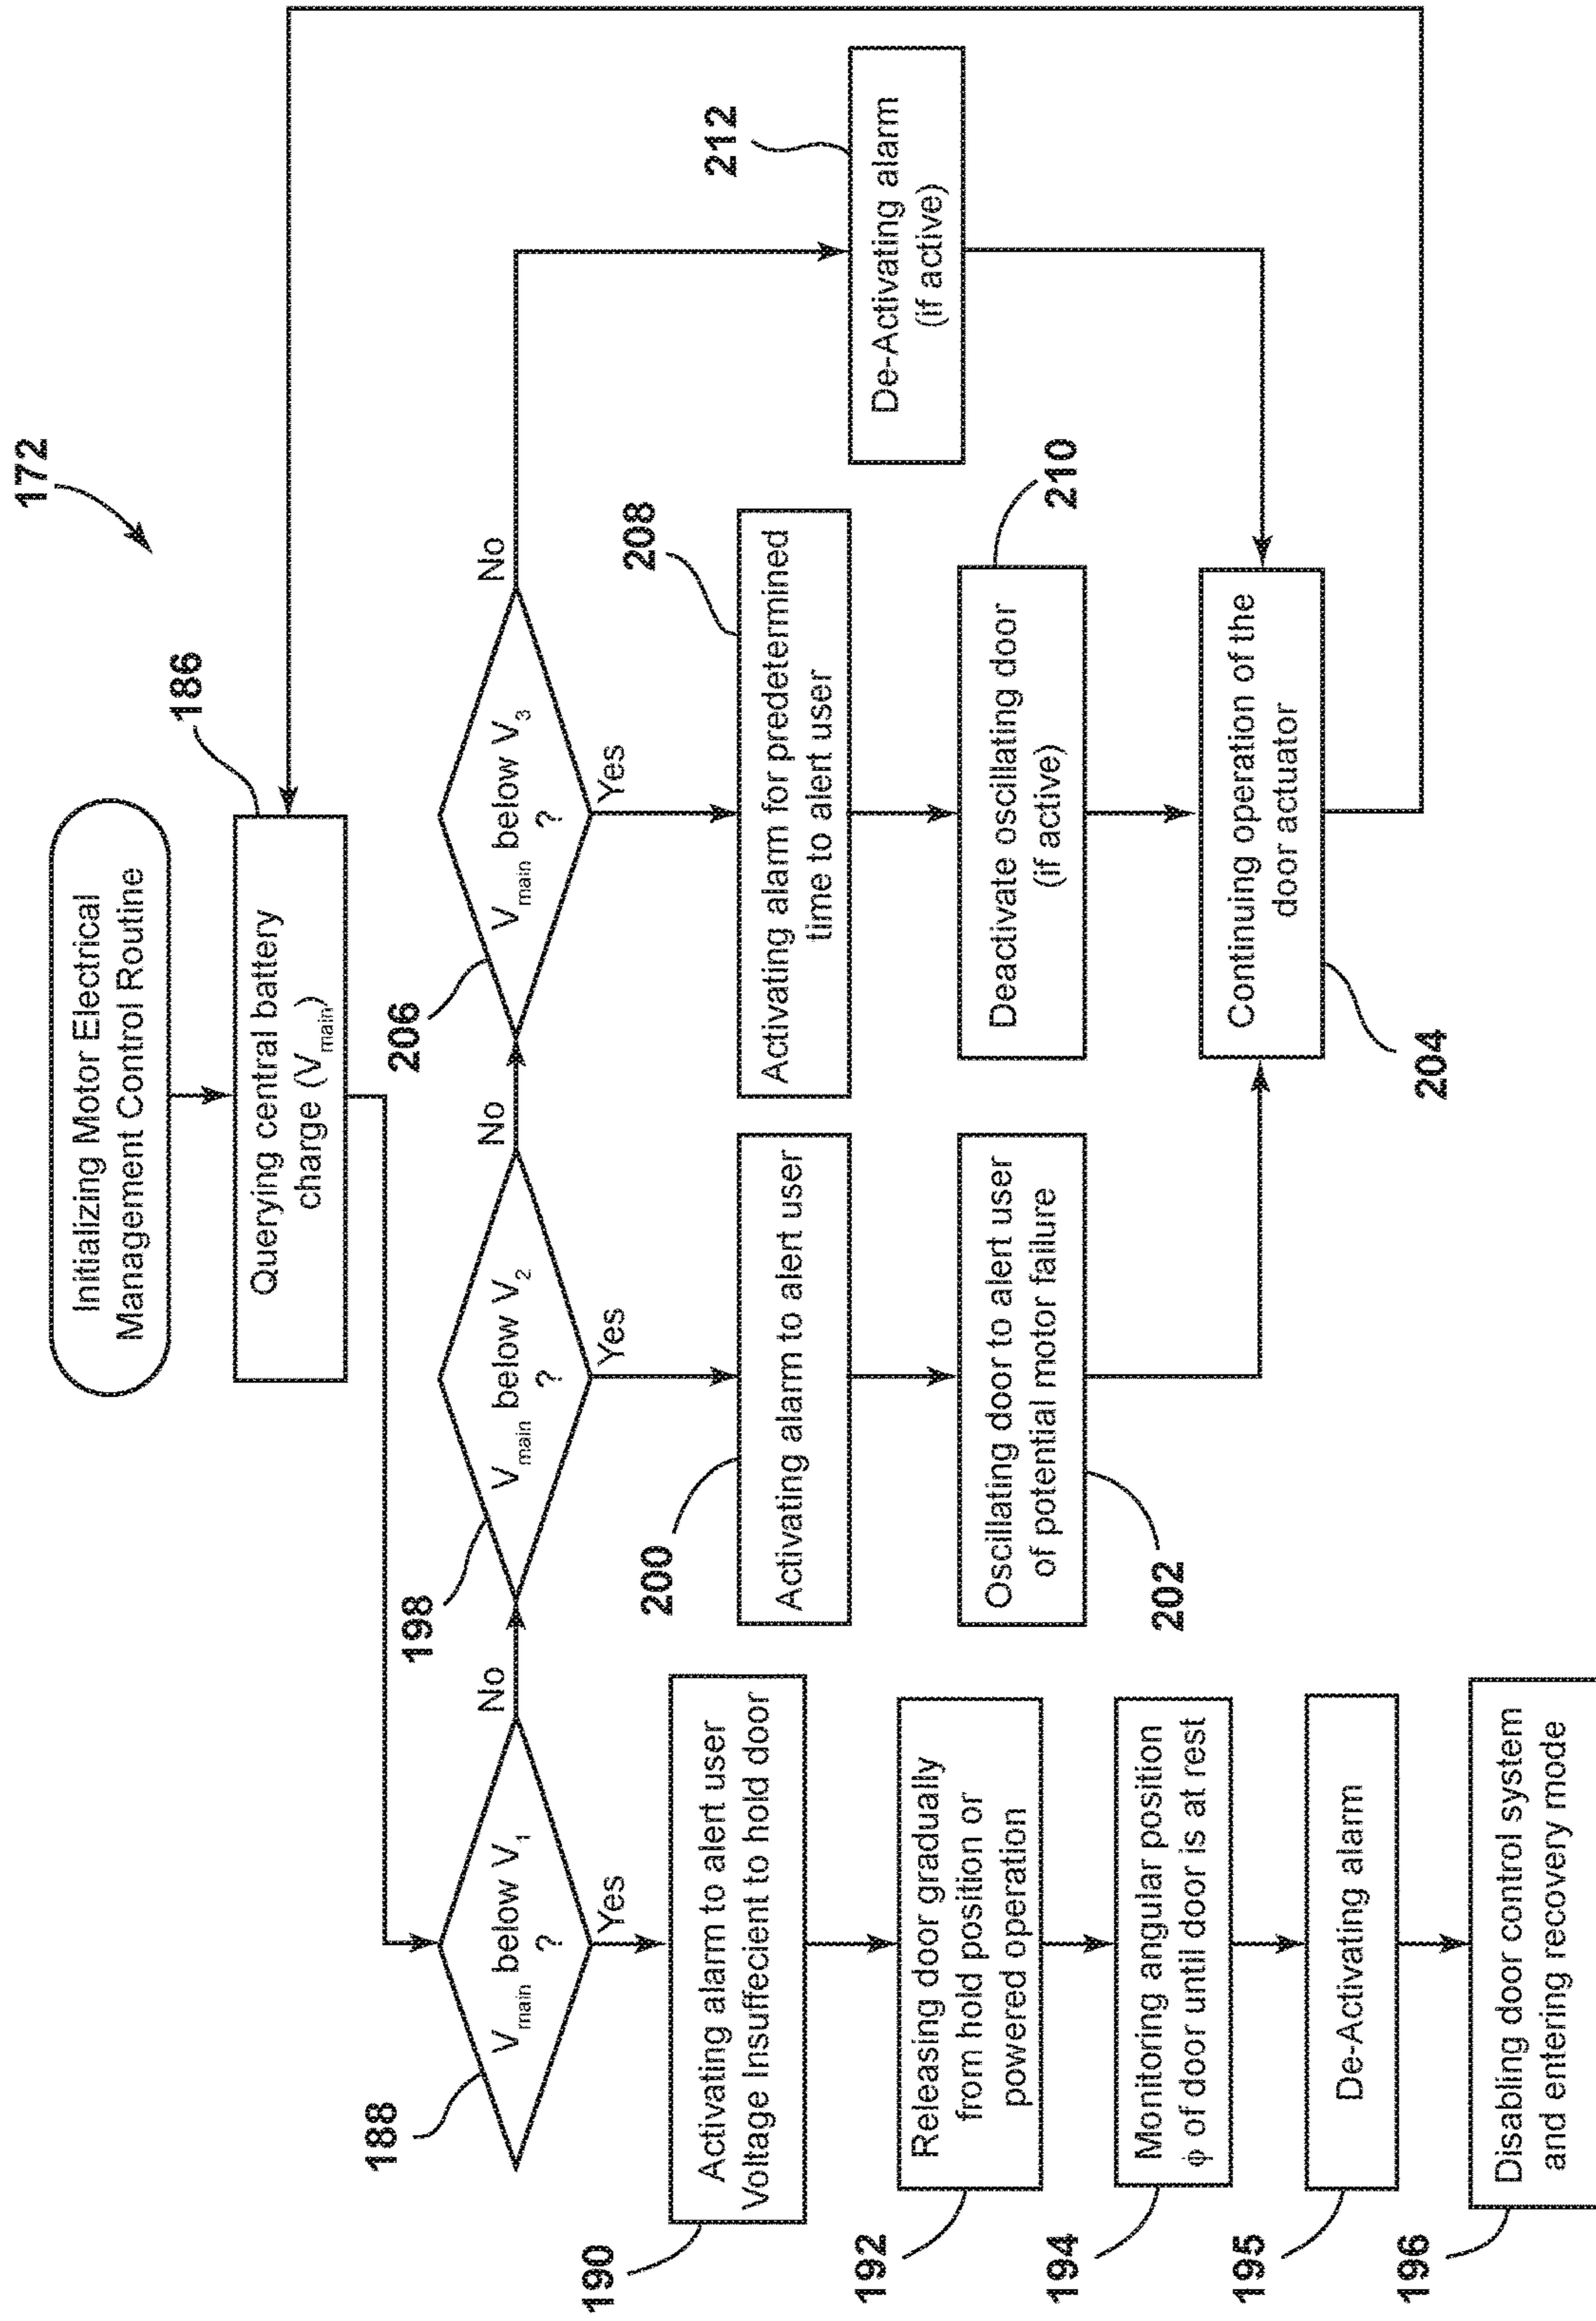 172
Initializing Motor Electrical
Management Control Routine
186
Querying central battery
charge (Vmain)
188
Vmain below V1
?
No
Yes
198
Vmain below V2
?
No
Yes
206
Vmain below V3
?
No
Yes
190
Activating alarm to alert user
Voltage Insuffecient to hold door
192
Releasing door gradually
from hold position or
powered operation
194
Monitoring angular position
ϕ of door until door is at rest
195
De-Activating alarm
196
Disabling door control system
and entering recovery mode
200
Activating alarm to alert user
202
Oscillating door to alert user
of potential motor failure
208
Activating alarm for predetermined
time to alert user
210
Deactivate oscillating door
(if active)
212
De-Activating alarm
(if active)
204
Continuing operation of the
door actuator